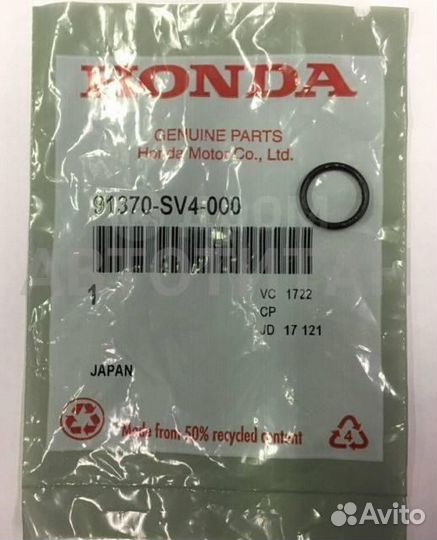 HONDA
GENUINE PARTS
Honda Motor Co., Ltd.
91370-SV4-000
1
VC 1722
CP
JD 17 121
JAPAN
Made from 50% recycled content
4
Avito